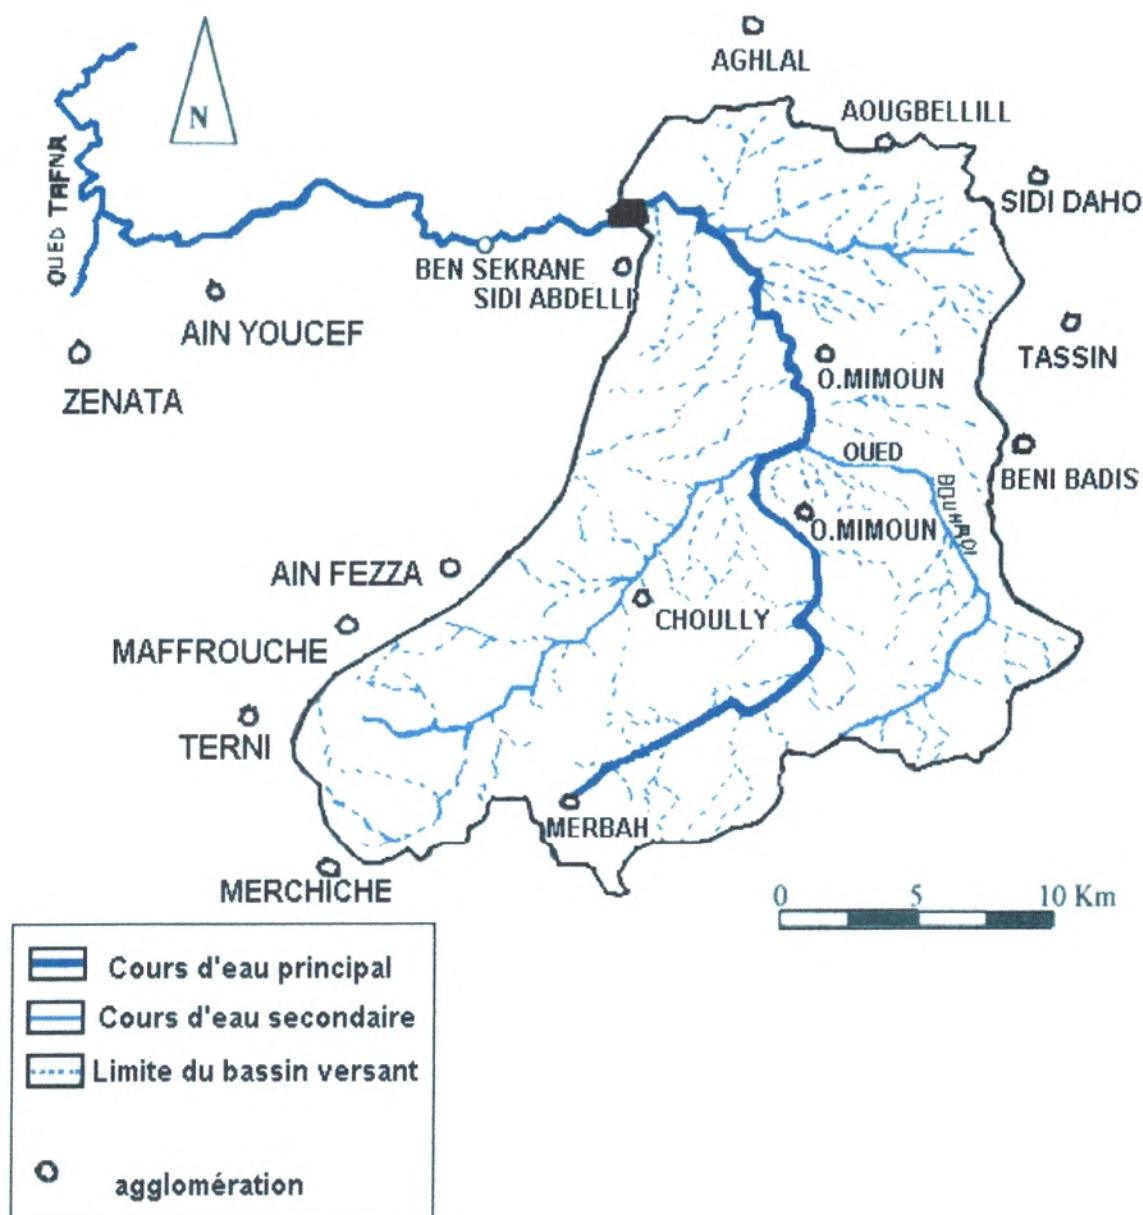 AGHLAL
AOUGBELLILL
N
OUED TAFNA
SIDI DAHO
BEN SEKRANE
SIDI ABDELLI
AIN YOUCEF
TASSIN
O.MIMOUN
ZENATA
OUED
BENI BADIS
BOUHADI
O.MIMOUN
AIN FEZZA
CHOULLY
MAFFROUCHE
TERNI
MERBAH
MERCHICHE
0 5 10 Km
Cours d'eau principal
Cours d'eau secondaire
Limite du bassin versant
agglomération